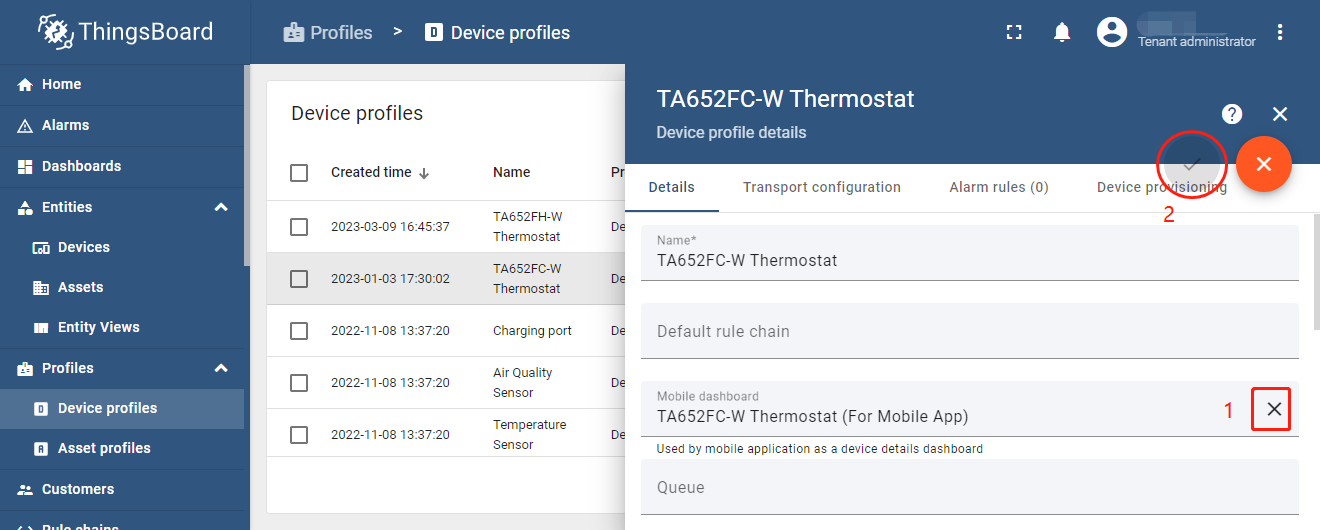 ThingsBoard
Profiles > Device profiles
Tenant administrator
Home
Alarms
Dashboards
Entities
Devices
Assets
Entity Views
Profiles
Device profiles
Asset profiles
Customers
Rule chains
Device profiles
Created time Name Pr
2023-03-09 16:45:37 TA652FH-W Thermostat De
2023-01-03 17:30:02 TA652FC-W Thermostat De
2022-11-08 13:37:20 Charging port De
2022-11-08 13:37:20 Air Quality Sensor De
2022-11-08 13:37:20 Temperature Sensor De
TA652FC-W Thermostat
Device profile details
Details Transport configuration Alarm rules (0) Device provisioning
2
Name*
TA652FC-W Thermostat
Default rule chain
Mobile dashboard
TA652FC-W Thermostat (For Mobile App)
1
Used by mobile application as a device details dashboard
Queue